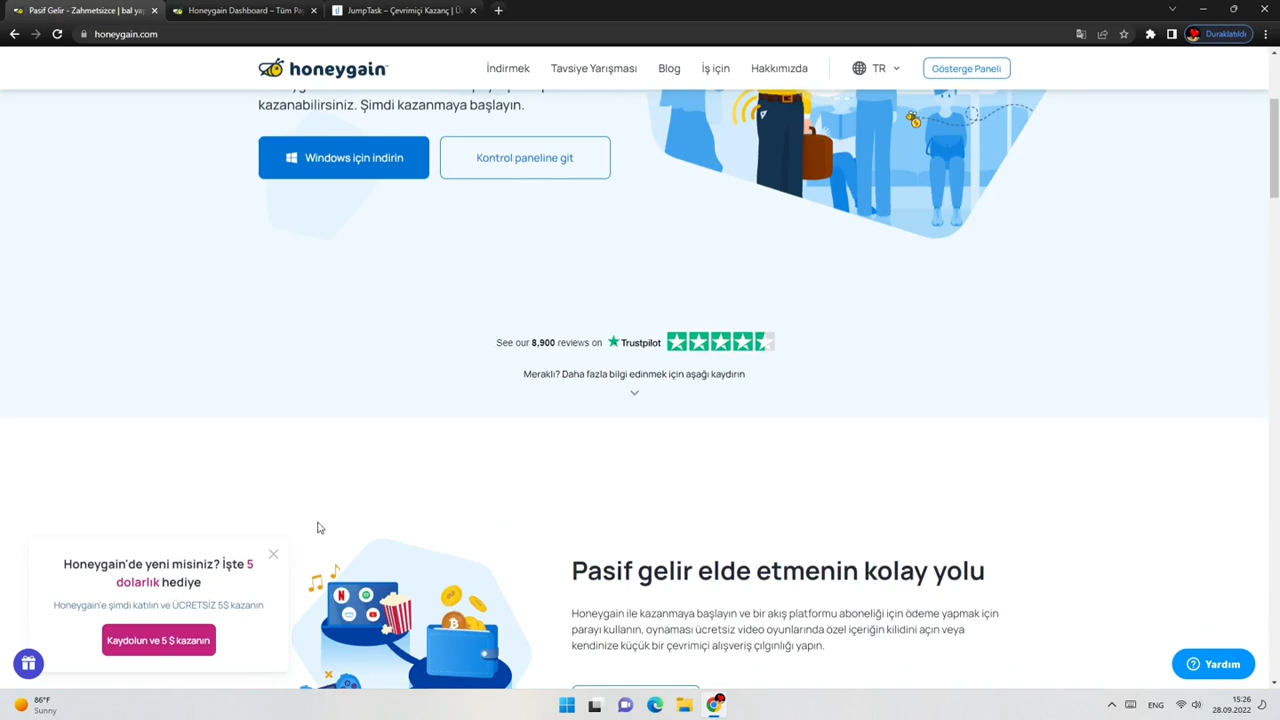 Pasif Gelir - Zahmetsizce | bal ya
Honeygain Dashboard – Tüm Po
JumpTask – Çevrimiçi Kazanç | Ü
honeygain.com
Duraklatıldı
honeygain
İndirmek
Tavsiye Yarışması
Blog
İş için
Hakkımızda
TR
Gösterge Paneli
kazanabilirsiniz. Şimdi kazanmaya başlayın.
Windows için indirin
Kontrol paneline git
See our 8,900 reviews on Trustpilot
Meraklı? Daha fazla bilgi edinmek için aşağı kaydırın
Honeygain'de yeni misiniz? İşte 5
dolarlık hediye
Honeygain'e şimdi katılın ve ÜCRETSİZ 5$ kazanın
Kaydolun ve 5 $ kazanın
Pasif gelir elde etmenin kolay yolu
Honeygain ile kazanmaya başlayın ve bir akış platformu aboneliği için ödeme yapmak için
parayı kullanın, oynaması ücretsiz video oyunlarında özel içeriğin kilidini açın veya
kendinize küçük bir çevrimiçi alışveriş çılgınlığı yapın.
Yardım
86°F
Sunny
ENG
15:26
28.09.2022